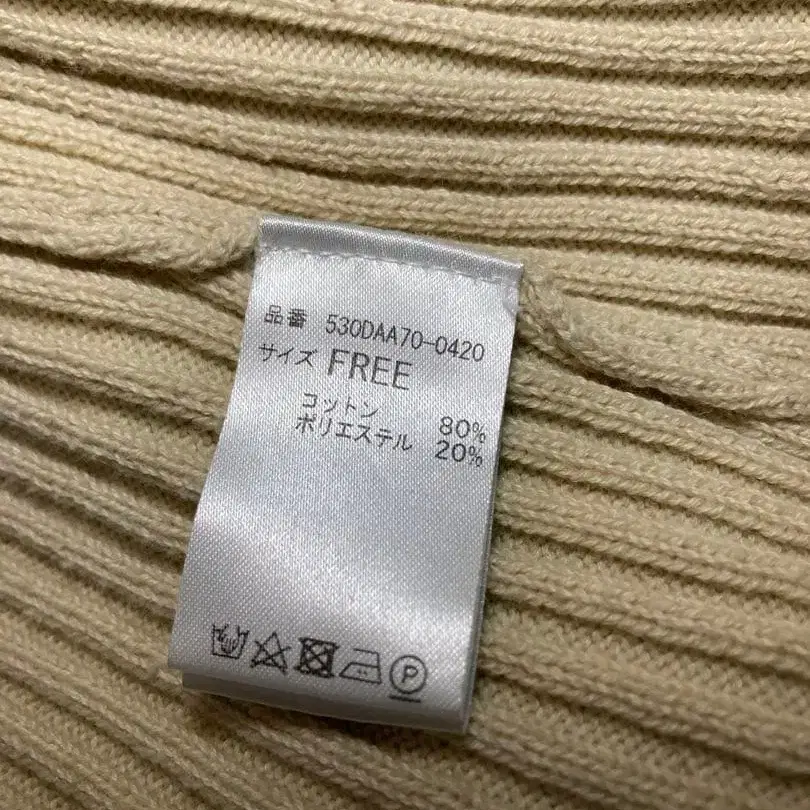 品番 530DAA70-0420
サイズ FREE
コットン 80%
ポリエステル 20%
P